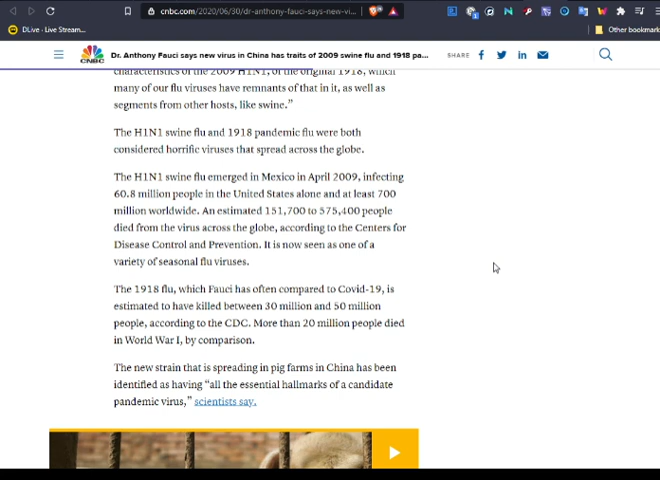 cnbc.com/2020/06/30/dr-anthony-fauci-says-new-vi...
DLive - Live Stream...
Other bookmark
CNBC
Dr. Anthony Fauci says new virus in China has traits of 2009 swine flu and 1918 pa...
SHARE
characteristics of the 2009 H1N1, of the original 1918, which
many of our flu viruses have remnants of that in it, as well as
segments from other hosts, like swine.”
The H1N1 swine flu and 1918 pandemic flu were both
considered horrific viruses that spread across the globe.
The H1N1 swine flu emerged in Mexico in April 2009, infecting
60.8 million people in the United States alone and at least 700
million worldwide. An estimated 151,700 to 575,400 people
died from the virus across the globe, according to the Centers for
Disease Control and Prevention. It is now seen as one of a
variety of seasonal flu viruses.
The 1918 flu, which Fauci has often compared to Covid-19, is
estimated to have killed between 30 million and 50 million
people, according to the CDC. More than 20 million people died
in World War I, by comparison.
The new strain that is spreading in pig farms in China has been
identified as having “all the essential hallmarks of a candidate
pandemic virus,” scientists say.